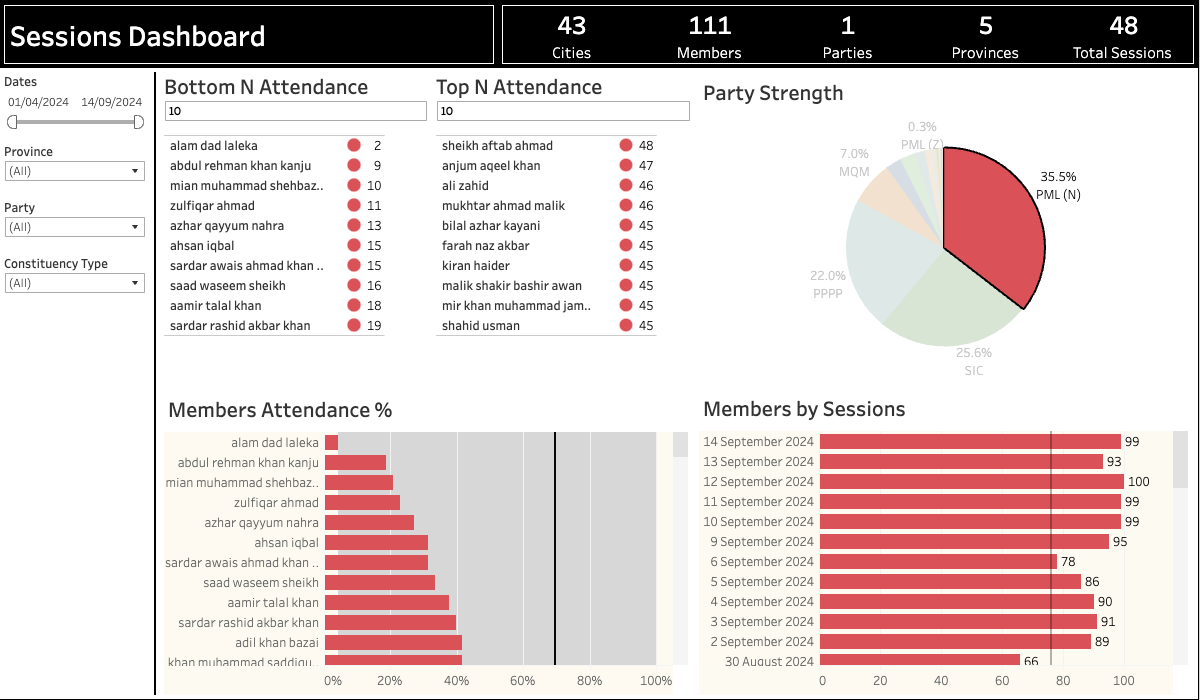 Sessions Dashboard
43
Cities
111
Members
1
Parties
5
Provinces
48
Total Sessions
Dates
01/04/2024 14/09/2024
Province
(All)
Party
(All)
Constituency Type
(All)
Bottom N Attendance
10
alam dad laleka 2
abdul rehman khan kanju 9
mian muhammad shehbaz.. 10
zulfiqar ahmad 11
azhar qayyum nahra 13
ahsan iqbal 15
sardar awais ahmad khan .. 15
saad waseem sheikh 16
aamir talal khan 18
sardar rashid akbar khan 19
Top N Attendance
10
sheikh aftab ahmad 48
anjum aqeel khan 47
ali zahid 46
mukhtar ahmad malik 46
bilal azhar kayani 45
farah naz akbar 45
kiran haider 45
malik shakir bashir awan 45
mir khan muhammad jam.. 45
shahid usman 45
Party Strength
0.3%
PML (Z)
7.0%
MQM
35.5%
PML (N)
22.0%
PPPP
25.6%
SIC
Members Attendance %
alam dad laleka
abdul rehman khan kanju
mian muhammad shehbaz..
zulfiqar ahmad
azhar qayyum nahra
ahsan iqbal
sardar awais ahmad khan ..
saad waseem sheikh
aamir talal khan
sardar rashid akbar khan
adil khan bazai
khan muhammad saddiqu..
0% 20% 40% 60% 80% 100%
Members by Sessions
14 September 2024 99
13 September 2024 93
12 September 2024 100
11 September 2024 99
10 September 2024 99
9 September 2024 95
6 September 2024 78
5 September 2024 86
4 September 2024 90
3 September 2024 91
2 September 2024 89
30 August 2024 66
0 20 40 60 80 100